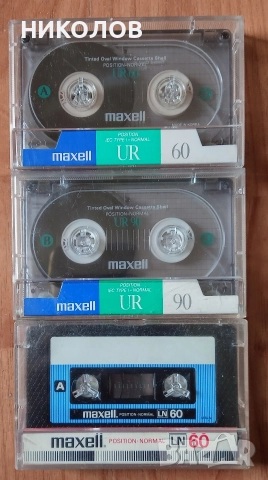 НИКОЛОВ
Tinted Oval Window Cassette Shell
POSITION-NORMAL
A
maxell
maxell
POSITION
IEC TYPE I • NORMAL
UR
60
Tinted Oval Window Cassette Shell
POSITION-NORMAL
UR 90
B
maxell
maxell
POSITION
IEC TYPE I • NORMAL
UR
90
A
maxell POSITION-NORMAL LN 60
maxell POSITION-NORMAL LN 60